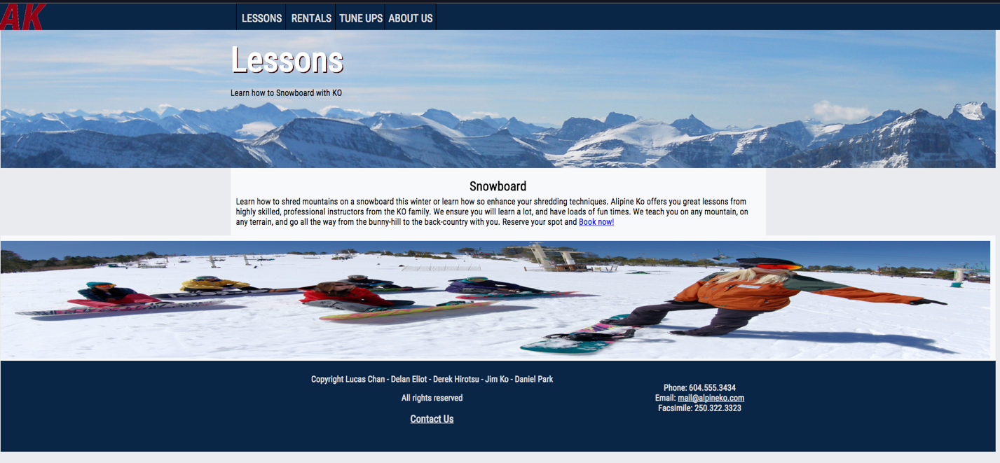 AK
LESSONS RENTALS TUNE UPS ABOUT US
Lessons
Learn how to Snowboard with KO
Snowboard
Learn how to shred mountains on a snowboard this winter or learn how so enhance your shredding techniques. Alipine Ko offers you great lessons from
highly skilled, professional instructors from the KO family. We ensure you will learn a lot, and have loads of fun times. We teach you on any mountain, on
any terrain, and go all the way from the bunny-hill to the back-country with you. Reserve your spot and Book now!
Copyright Lucas Chan - Delan Eliot - Derek Hirotsu - Jim Ko - Daniel Park
All rights reserved
Contact Us
Phone: 604.555.3434
Email: mail@alpineko.com
Facsimile: 250.322.3323